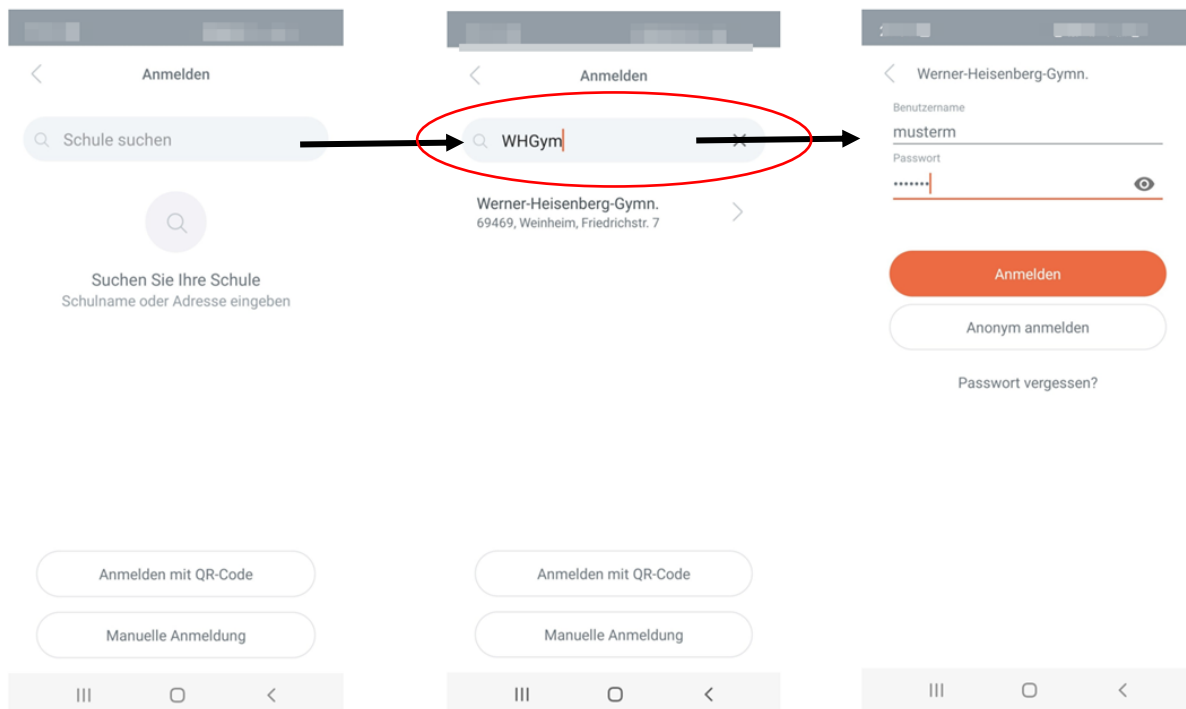 Anmelden
Schule suchen
Suchen Sie Ihre Schule
Schulname oder Adresse eingeben
Anmelden mit QR-Code
Manuelle Anmeldung
Anmelden
WHGym
Werner-Heisenberg-Gymn.
69469, Weinheim, Friedrichstr. 7
Anmelden mit QR-Code
Manuelle Anmeldung
Werner-Heisenberg-Gymn.
Benutzername
musterm
Passwort
•••••••
Anmelden
Anonym anmelden
Passwort vergessen?